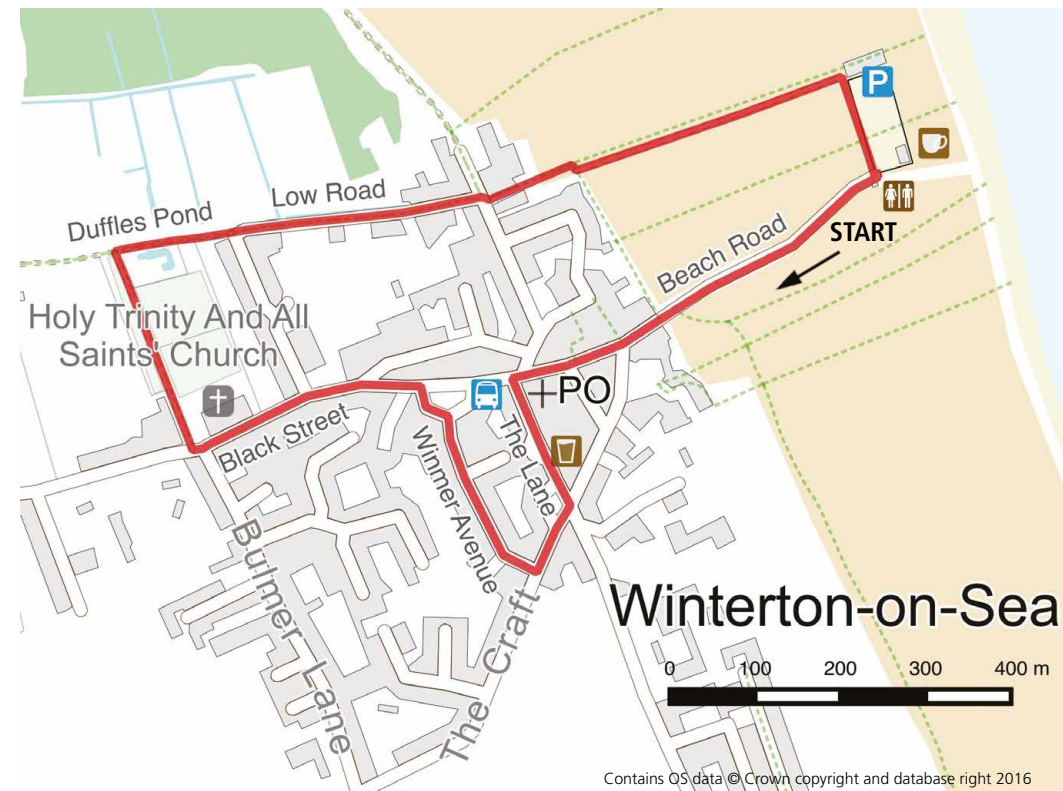 P
Low Road
Duffles Pond
START
Beach Road
Holy Trinity And All
Saints' Church
PO
Black Street
Winmer Avenue
The Lane
Bulmer Lane
The Craft
Winterton-on-Sea
0 100 200 300 400 m
Contains OS data © Crown copyright and database right 2016